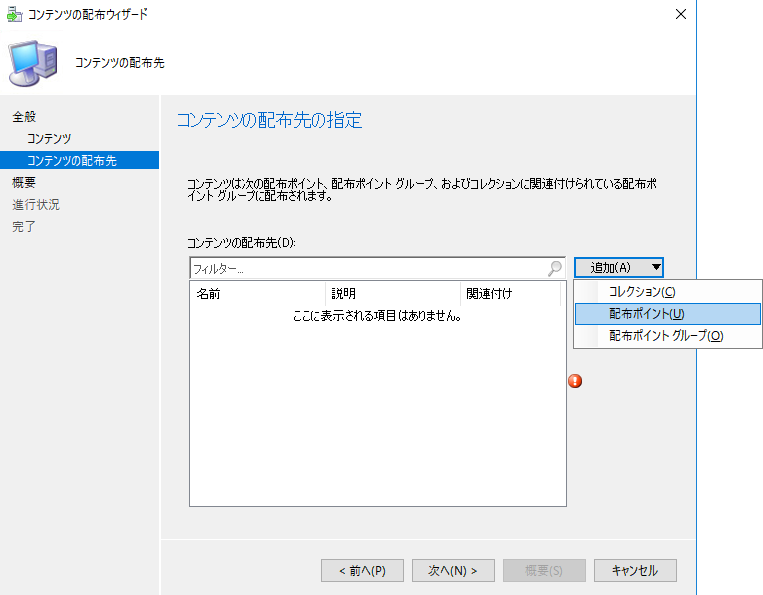 コンテンツの配布ウィザード
コンテンツの配布先
全般
コンテンツ
コンテンツの配布先
概要
進行状況
完了
コンテンツの配布先の指定
コンテンツは次の配布ポイント、配布ポイント グループ、およびコレクションに関連付けられている配布ポ
イント グループに配布されます。
コンテンツの配布先(D):
フィルター...
追加(A)
コレクション(C)
配布ポイント(U)
配布ポイント グループ(O)
名前 説明 関連付け
ここに表示される項目はありません。
< 前へ(P) 次へ(N) > 概要(S) キャンセル